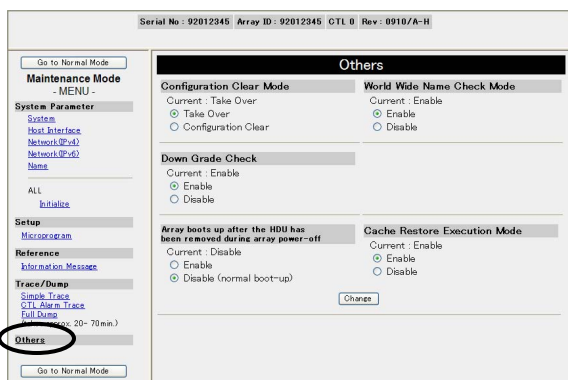 Serial No : 92012345 Array ID : 92012345 CTL 0 Rev : 0910/A-H
Go to Normal Mode
Maintenance Mode
- MENU -
System Parameter
System
Host Interface
Network(IPv4)
Network(IPv6)
Name
ALL
Initialize
Setup
Microprogram
Reference
Information Message
Trace/Dump
Simple Trace
CTL Alarm Trace
Full Dump
approx. 20- 70min.)
Others
Go to Normal Mode
Others
Configuration Clear Mode
Current : Take Over
Take Over
Configuration Clear
World Wide Name Check Mode
Current : Enable
Enable
Disable
Down Grade Check
Current : Enable
Enable
Disable
Array boots up after the HDU has
been removed during array power-off
Current : Disable
Enable
Disable (normal boot-up)
Cache Restore Execution Mode
Current : Enable
Enable
Disable
Change